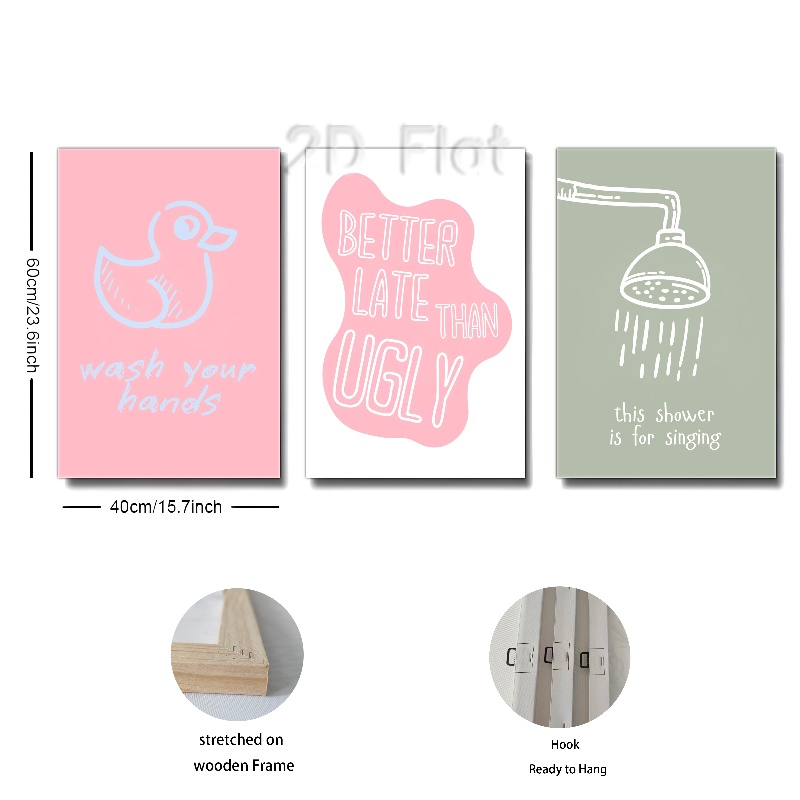 2D Flat
60cm/23.6inch
wash your
hands
BETTER
LATE THAN
UGLY
this shower
is for singing
40cm/15.7inch
stretched on
wooden Frame
Hook
Ready to Hang